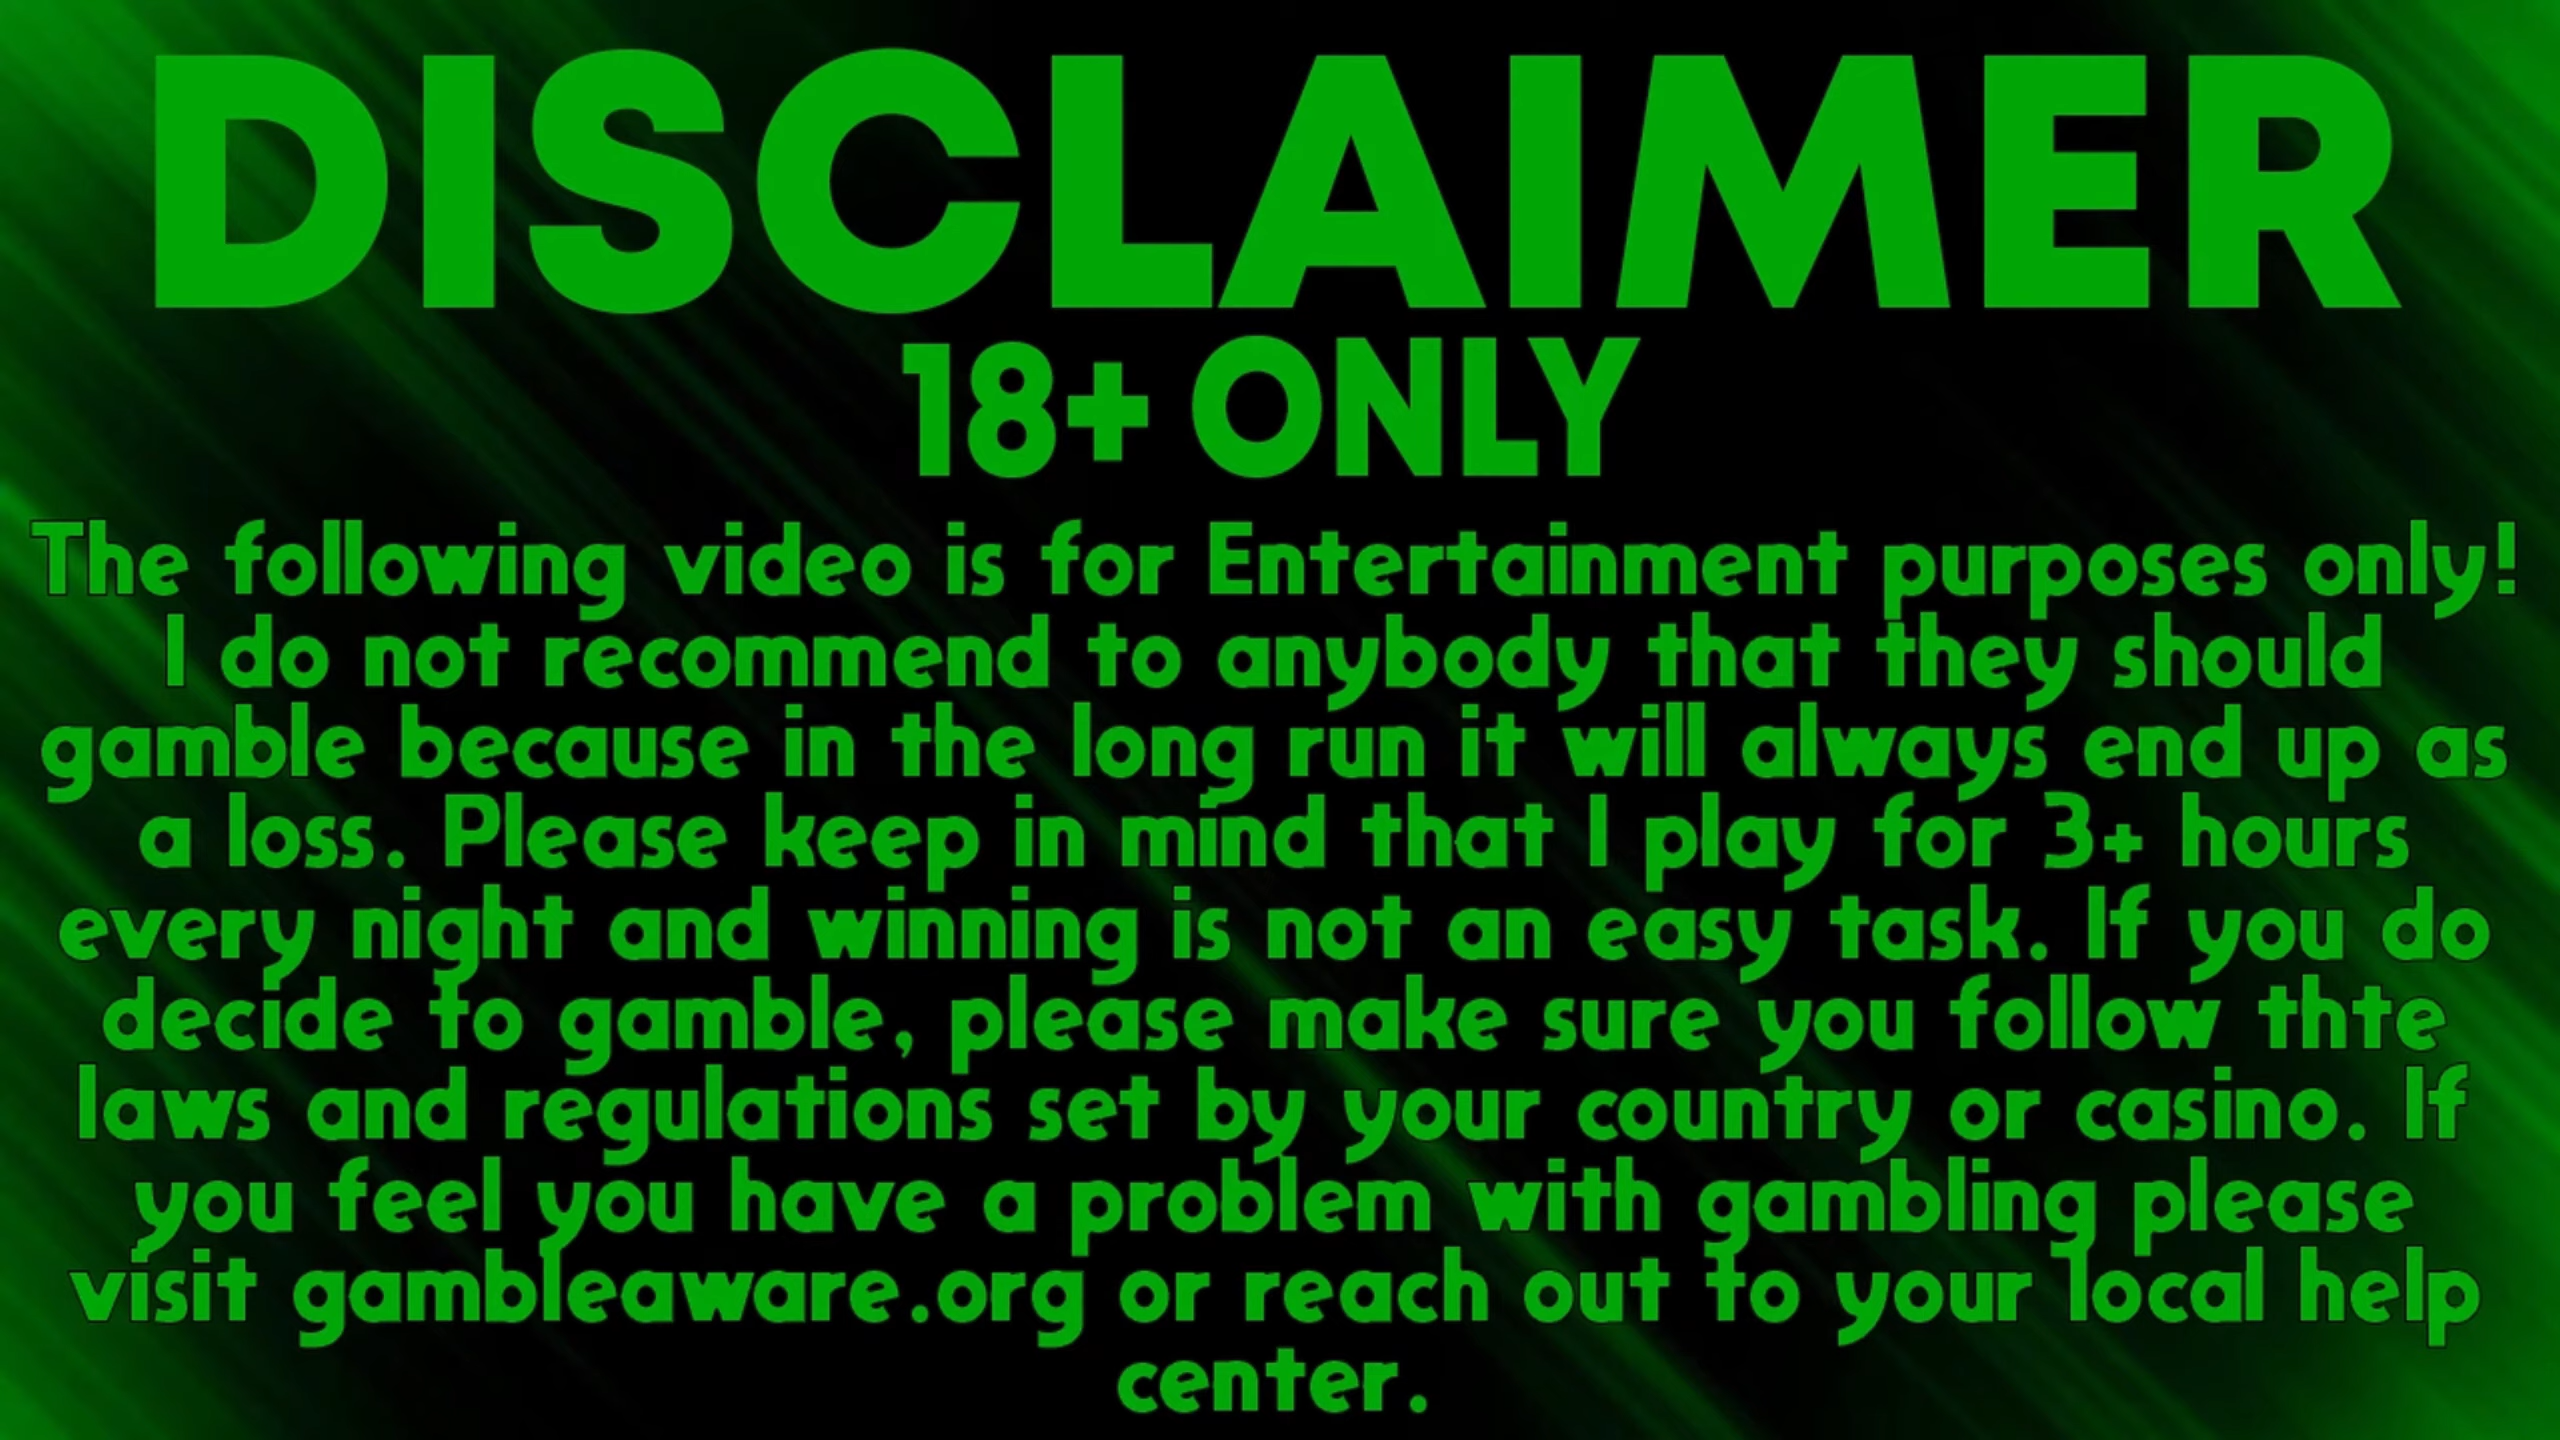 DISCLAIMER
18+ ONLY
The following video is for Entertainment purposes only!
I do not recommend to anybody that they should
gamble because in the long run it will always end up as
a loss. Please keep in mind that I play for 3+ hours
every night and winning is not an easy task. If you do
decide to gamble, please make sure you follow thte
laws and regulations set by your country or casino. If
you feel you have a problem with gambling please
visit gambleaware.org or reach out to your local help
center.